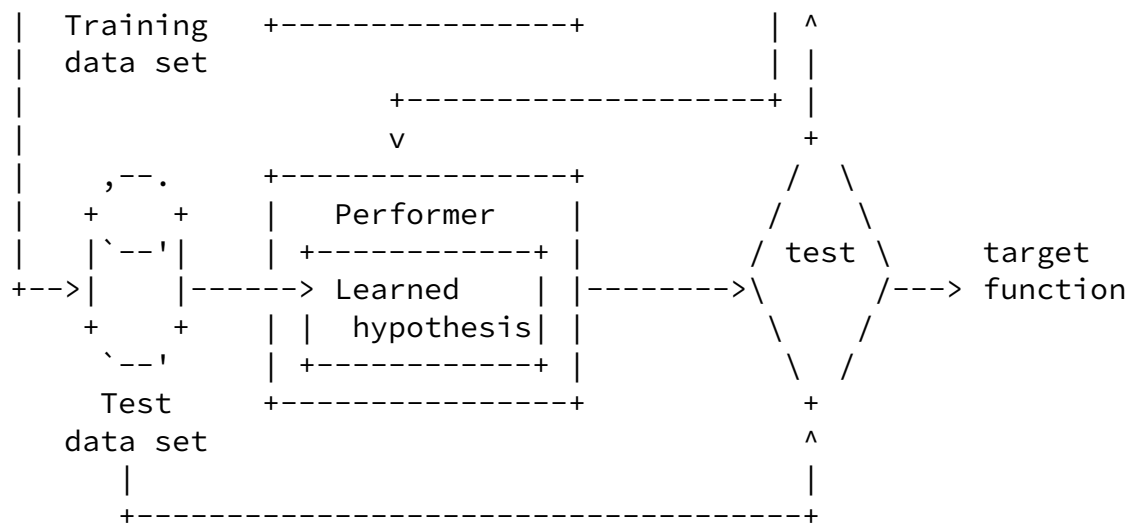 Training
data set
Performer
test
target
Learned
function
hypothesis
Test
data set